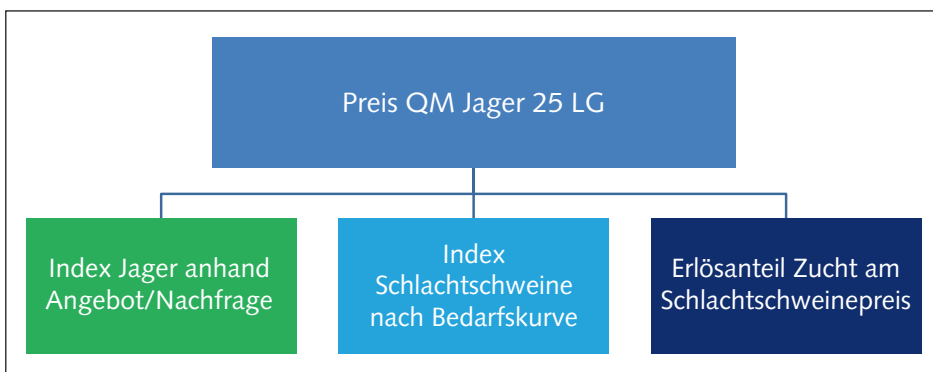 Preis QM Jager 25 LG
Index Jager anhand
Angebot/Nachfrage
Index
Schlachtschweine
nach Bedarfskurve
Erlösanteil Zucht am
Schlachtschweinepreis